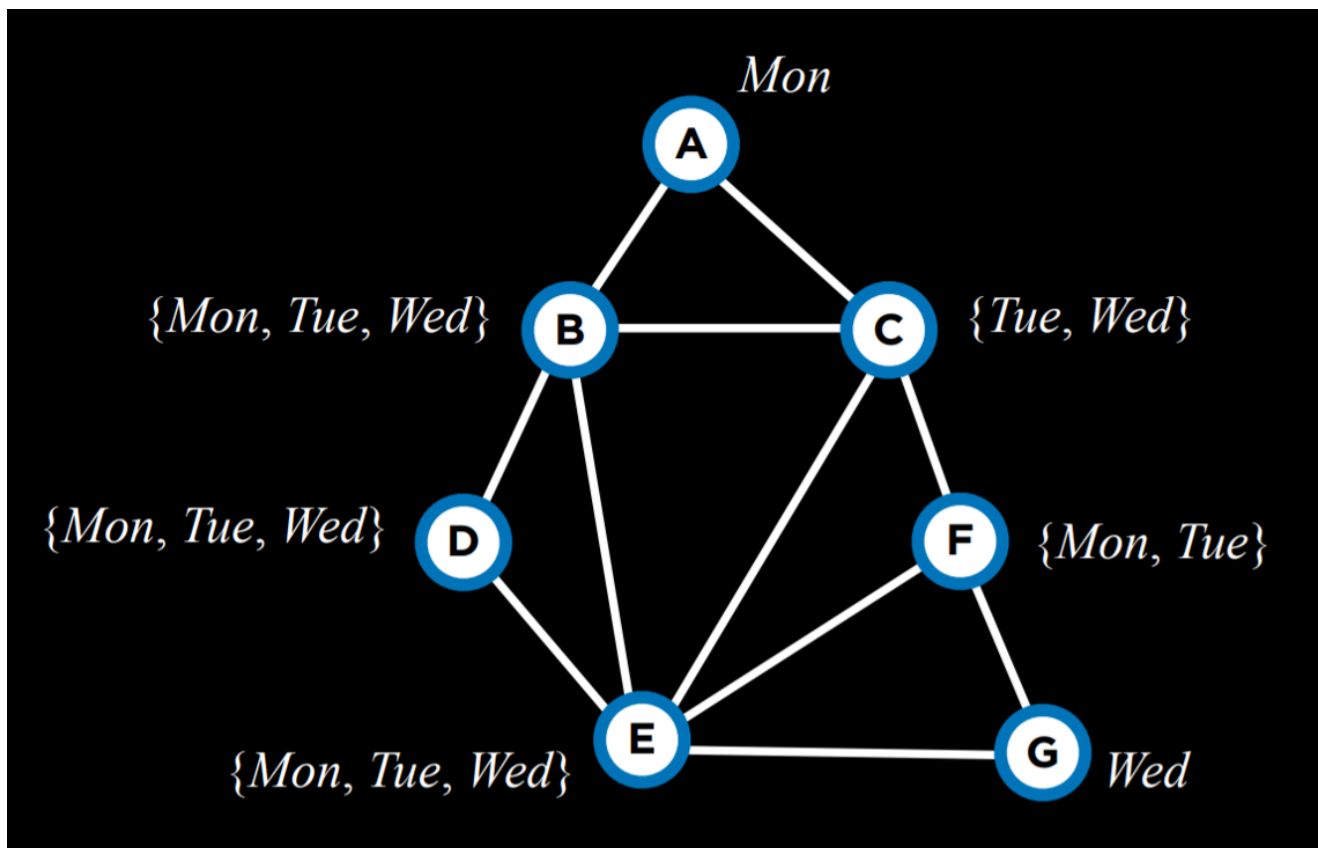 Mon
A
{Mon, Tue, Wed}
B
C
{Tue, Wed}
{Mon, Tue, Wed}
D
F
{Mon, Tue}
E
G
{Mon, Tue, Wed}
Wed